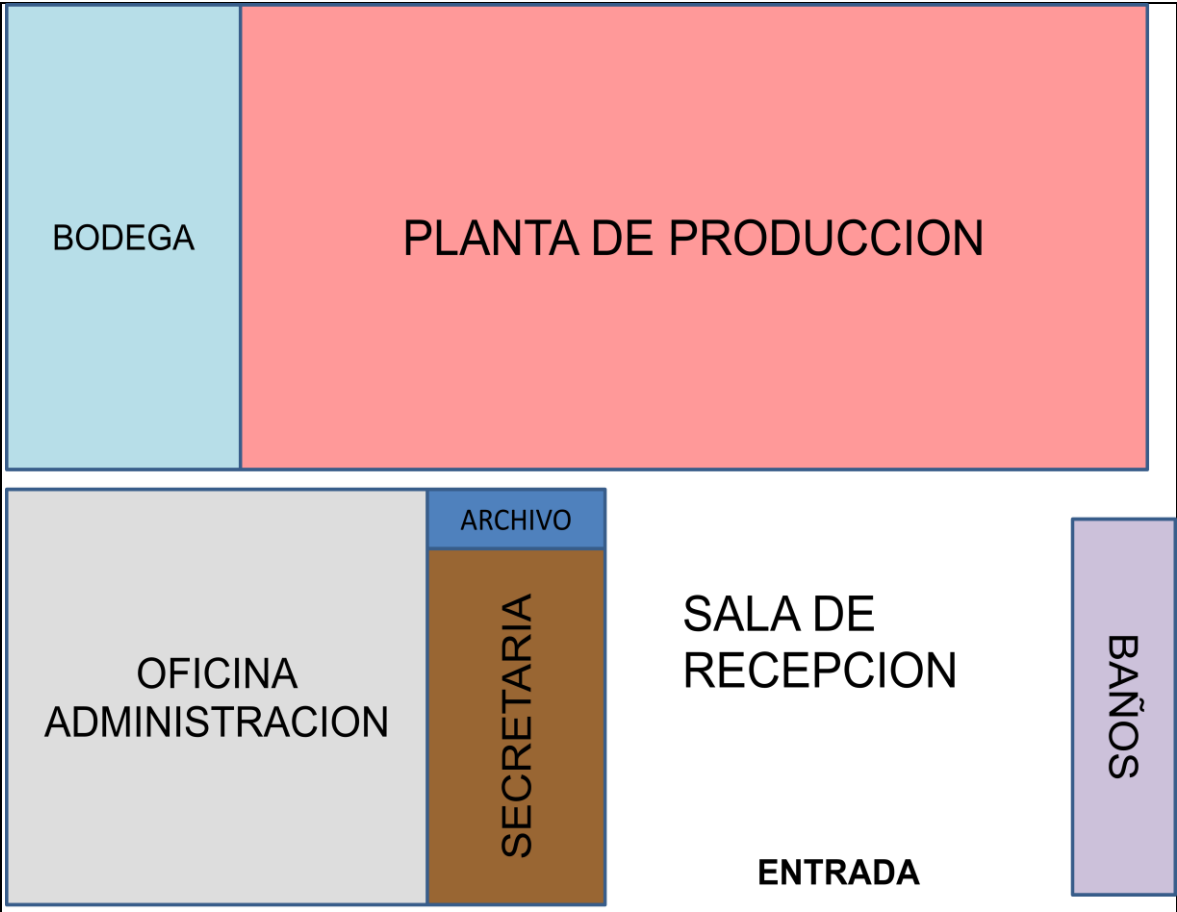 BODEGA
PLANTA DE PRODUCCION
ARCHIVO
OFICINA
ADMINISTRACION
SECRETARIA
SALA DE
RECEPCION
BAÑOS
ENTRADA